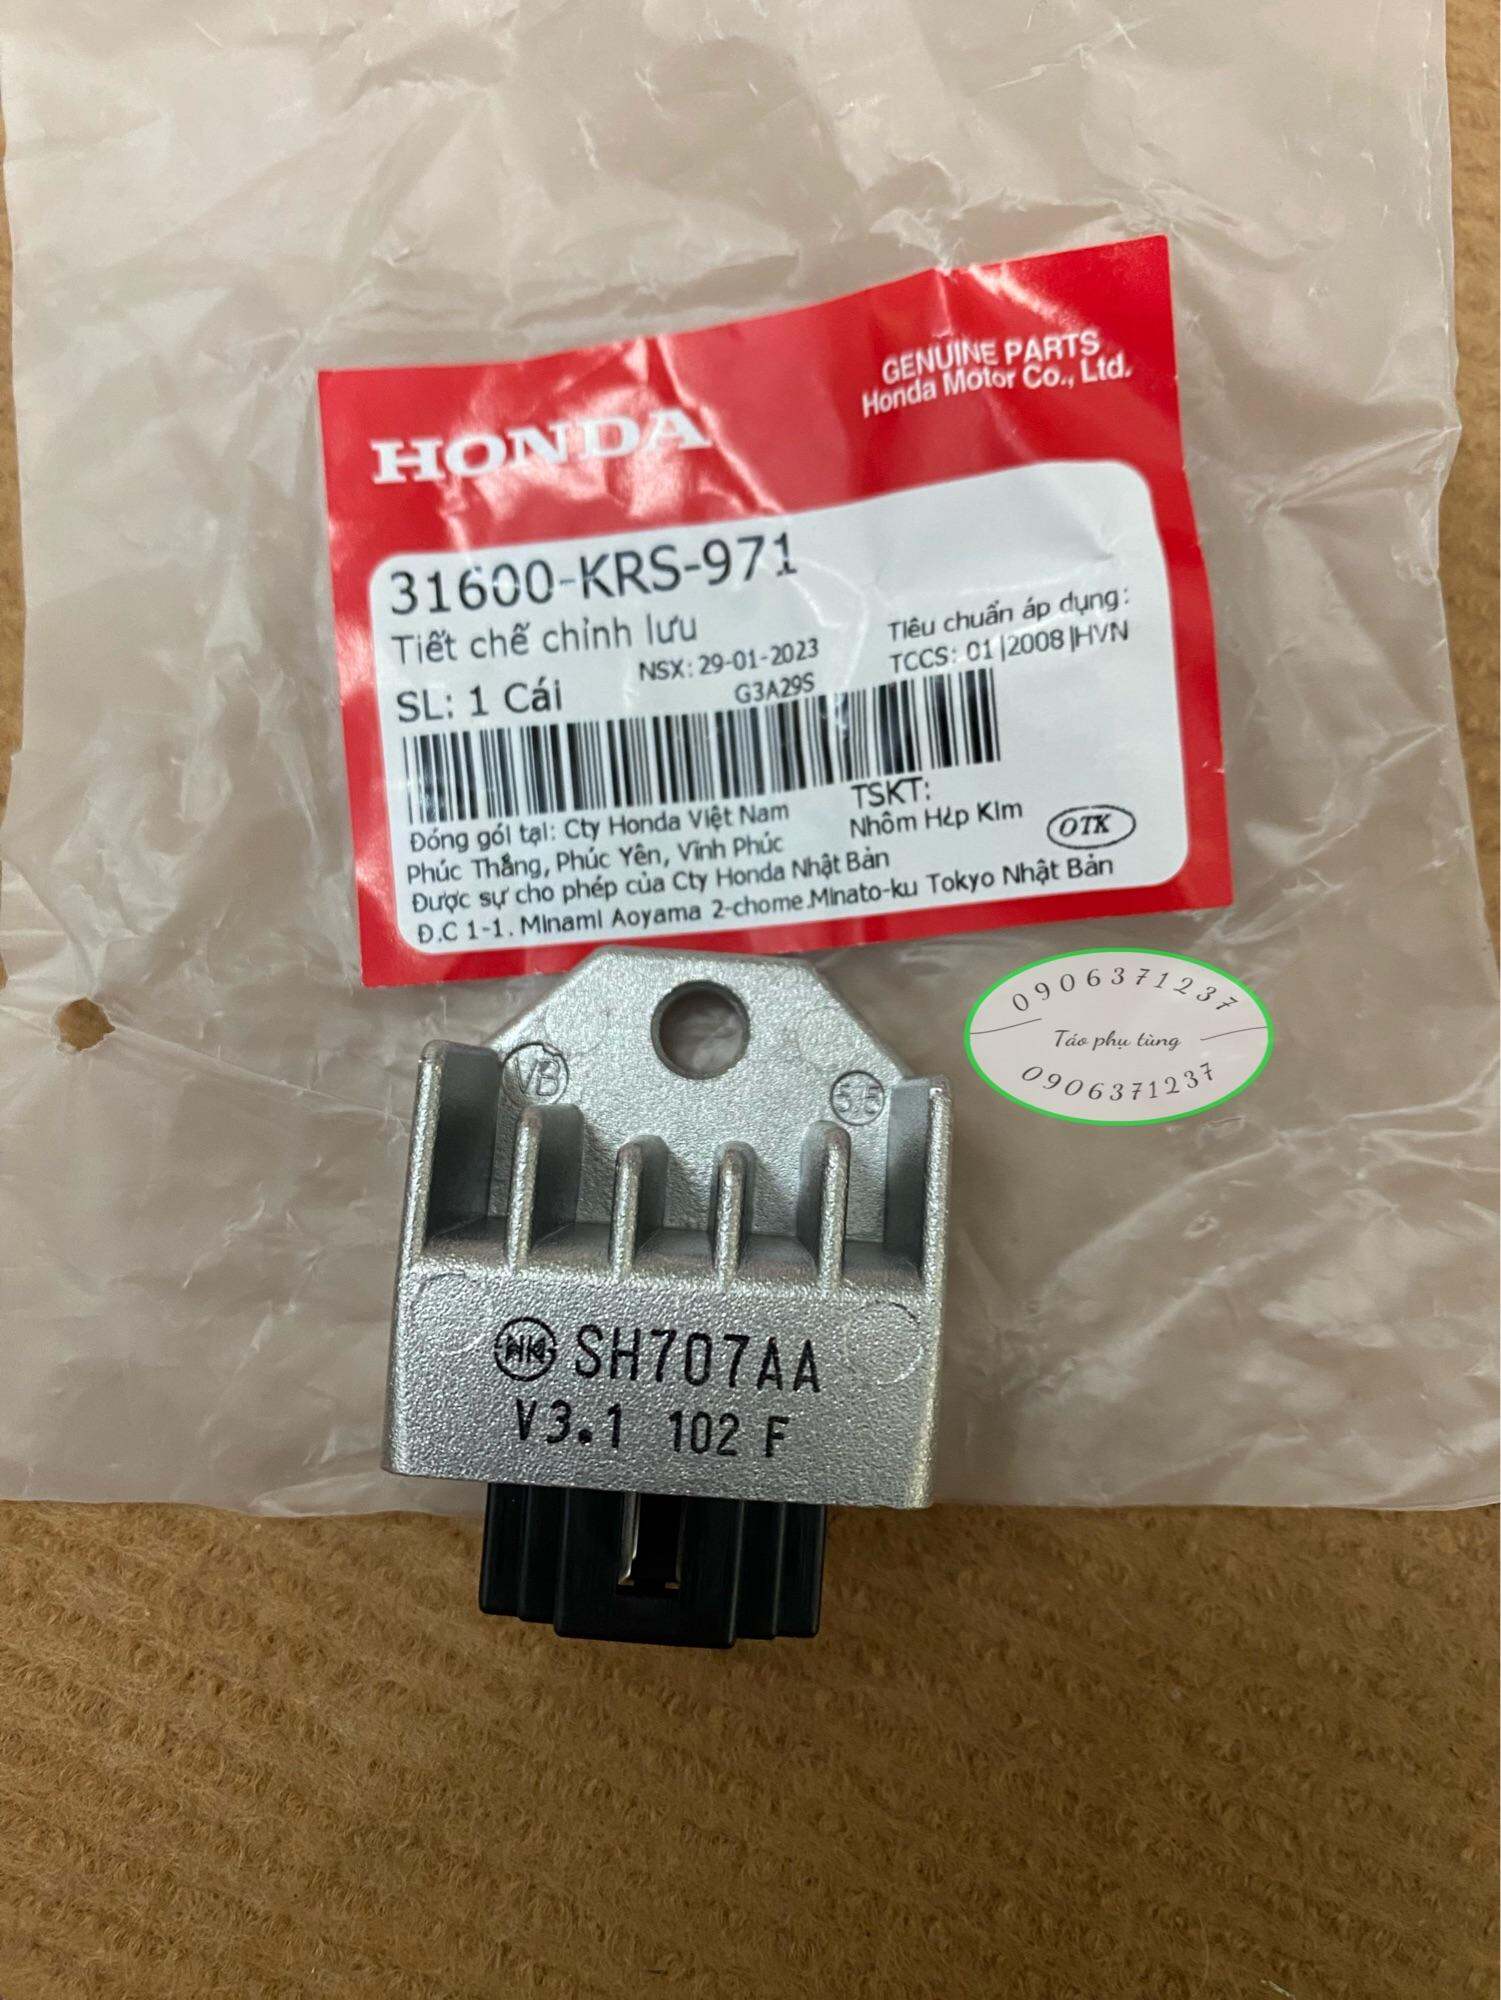 GENUINE PARTS
Honda Motor Co., Ltd.
HONDA
31600-KRS-971
Tiết chế chỉnh lưu
Tiêu chuẩn áp dụng:
NSX: 29-01-2023
TCCS: 01|2008|HVN
SL: 1 Cái
G3A29S
TSKT:
Đóng gói tại: Cty Honda Việt Nam
Nhôm Hợp Kim
OTK
Phúc Thắng, Phúc Yên, Vĩnh Phúc
Được sự cho phép của Cty Honda Nhật Bản
Đ.C 1-1. Minami Aoyama 2-chome.Minato-ku Tokyo Nhật Bản
0906371237
Táo phụ tùng
0906371237
VB
5.5
SH707AA
V3.1 102 F